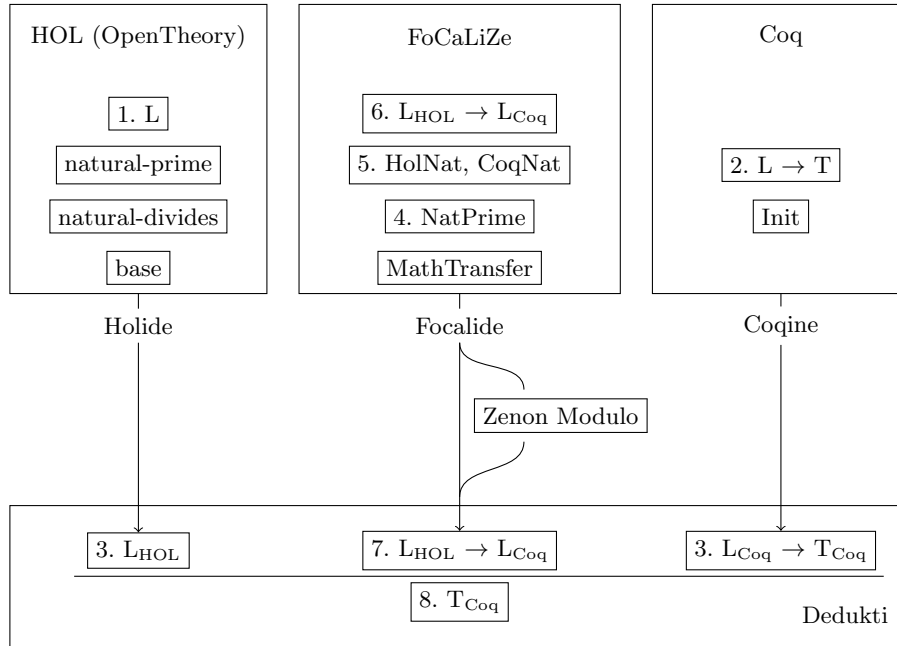 HOL (OpenTheory)
FoCaLiZe
Coq
1. L
6. L_HOL → L_Coq
natural-prime
5. HolNat, CoqNat
2. L → T
natural-divides
4. NatPrime
Init
base
MathTransfer
Holide
Focalide
Coqine
Zenon Modulo
3. L_HOL
7. L_HOL → L_Coq
3. L_Coq → T_Coq
8. T_Coq
Dedukti